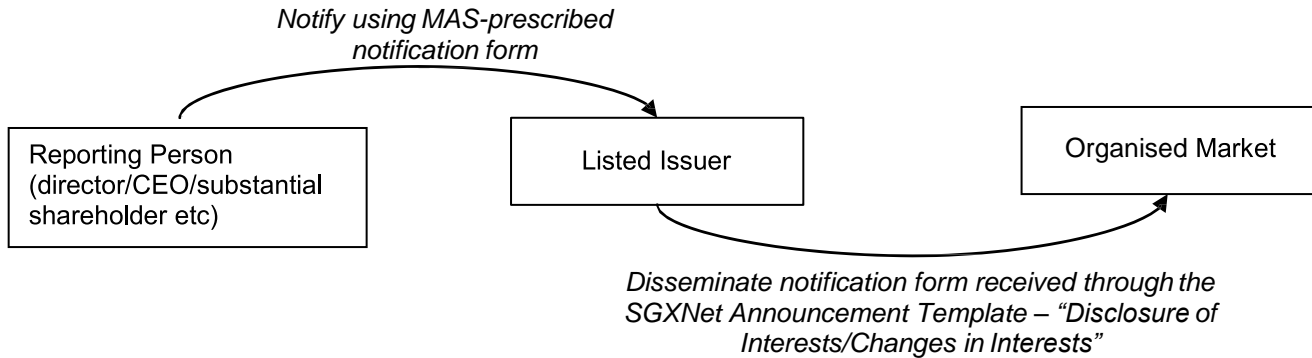 Notify using MAS-prescribed
notification form
Reporting Person
(director/CEO/substantial
shareholder etc)
Listed Issuer
Organised Market
Disseminate notification form received through the
SGXNet Announcement Template – “Disclosure of
Interests/Changes in Interests”